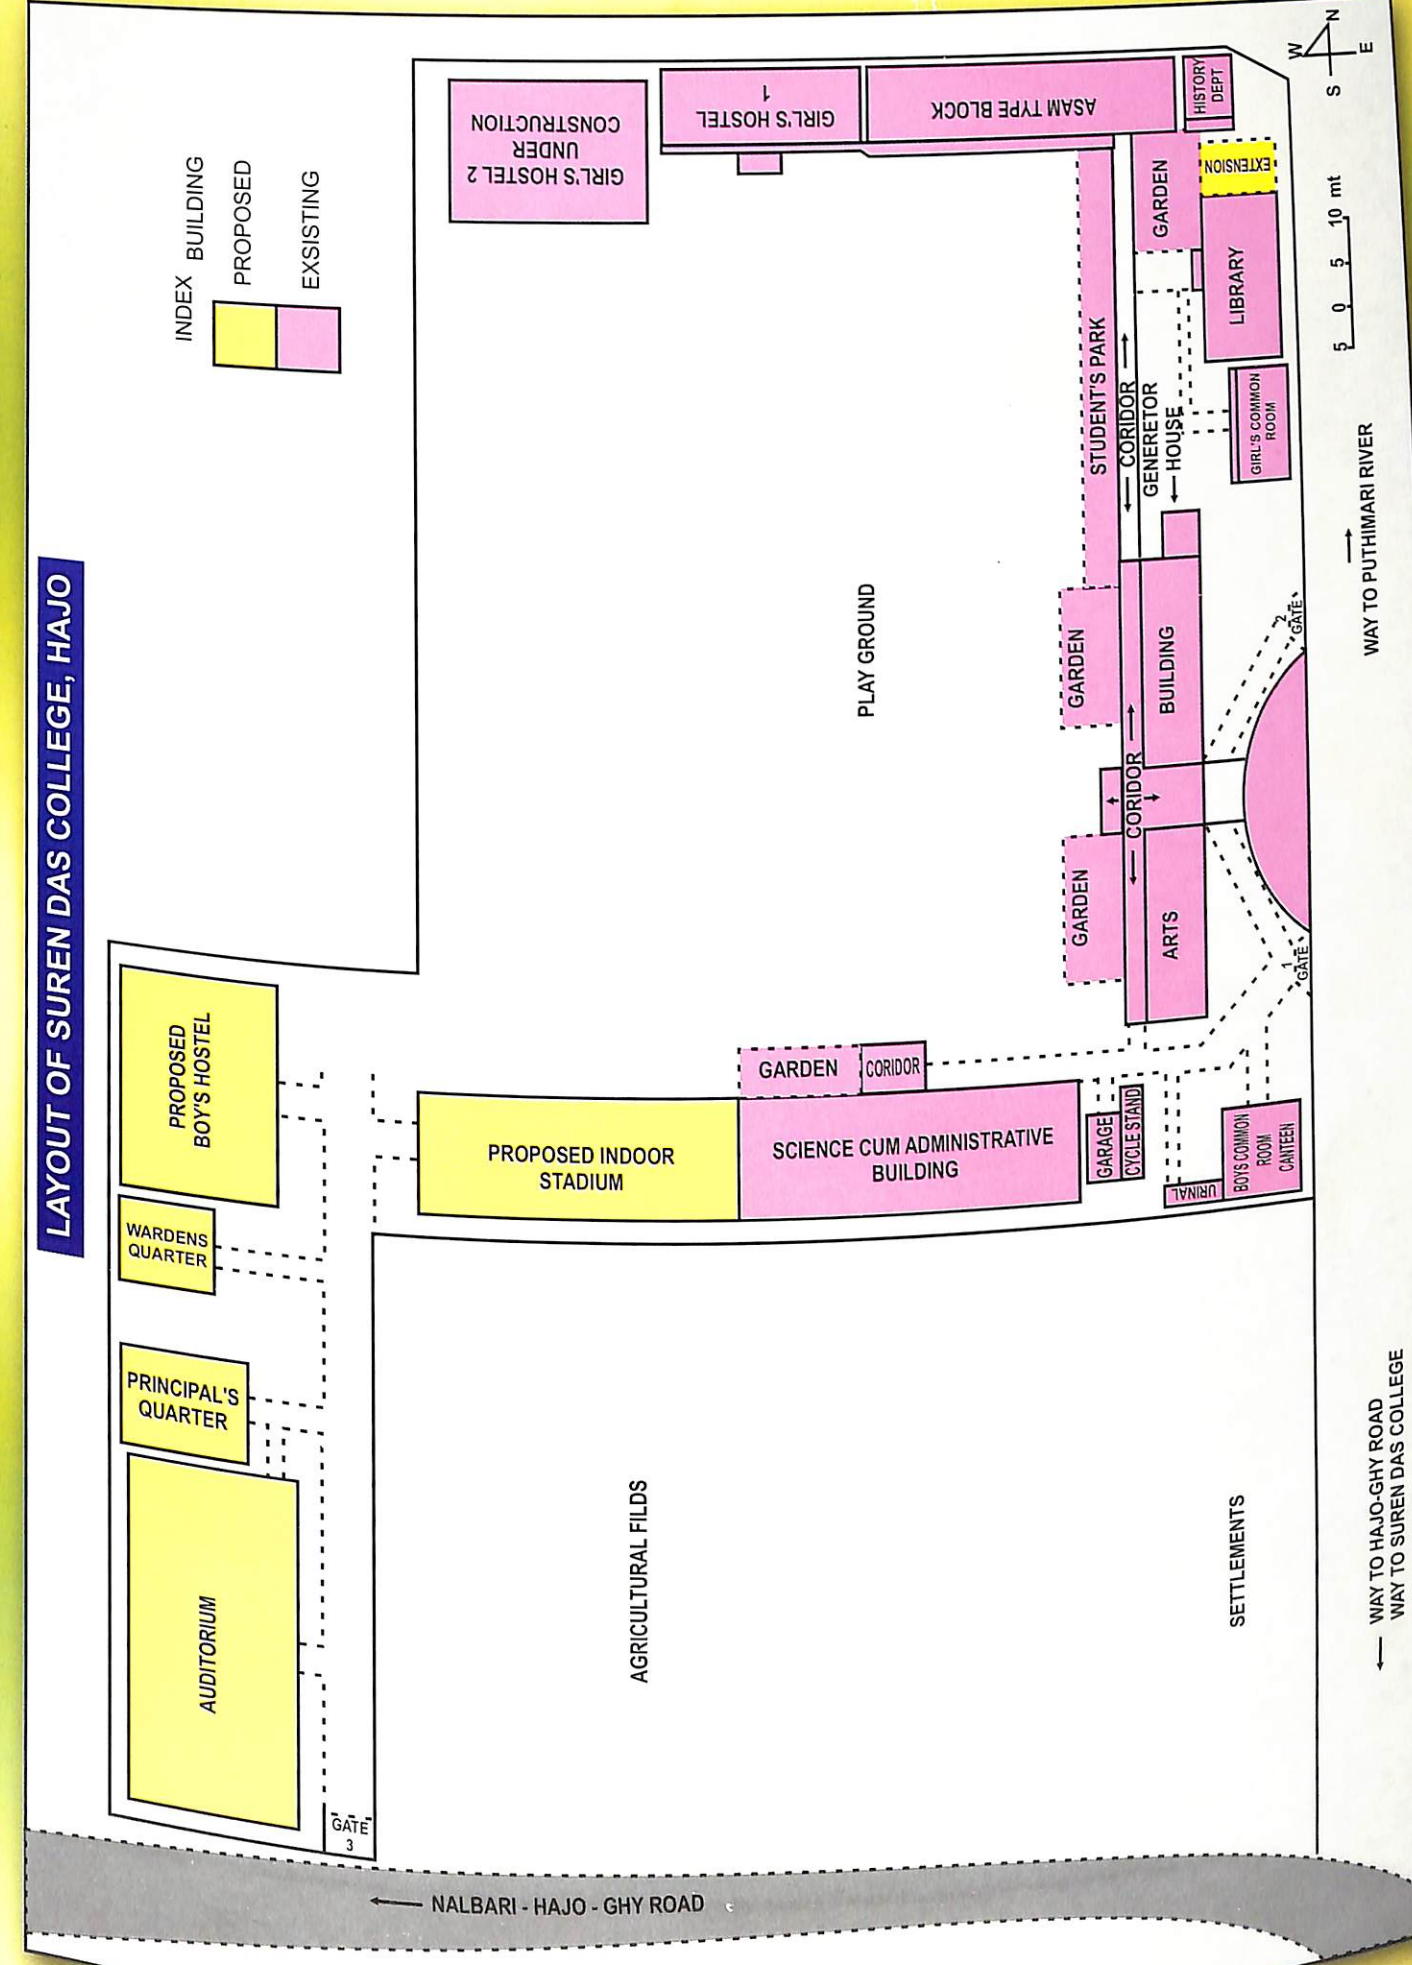 LAYOUT OF SUREN DAS COLLEGE, HAJO
INDEX
BUILDING
PROPOSED
EXSISTING
PROPOSED
BOY'S HOSTEL
WARDENS
QUARTER
PRINCIPAL'S
QUARTER
AUDITORIUM
GATE
3
NALBARI - HAJO - GHY ROAD
GIRL'S HOSTEL 2
UNDER
CONSTRUCTION
GIRL'S HOSTEL
1
ASAM TYPE BLOCK
HISTORY
DEPT
EXTENSION
GARDEN
LIBRARY
STUDENT'S PARK
CORIDOR
GENERETOR
HOUSE
GIRL'S COMMON
ROOM
PLAY GROUND
GARDEN
BUILDING
CORIDOR
GARDEN
ARTS
2
GATE
1
GATE
GARDEN
CORIDOR
PROPOSED INDOOR
STADIUM
SCIENCE CUM ADMINISTRATIVE
BUILDING
GARAGE
CYCLE STAND
URINAL
BOYS COMMON
ROOM
CANTEEN
AGRICULTURAL FILDS
SETTLEMENTS
N
W
E
S
5 0 5 10 mt
WAY TO PUTHIMARI RIVER
WAY TO HAJO-GHY ROAD
WAY TO SUREN DAS COLLEGE